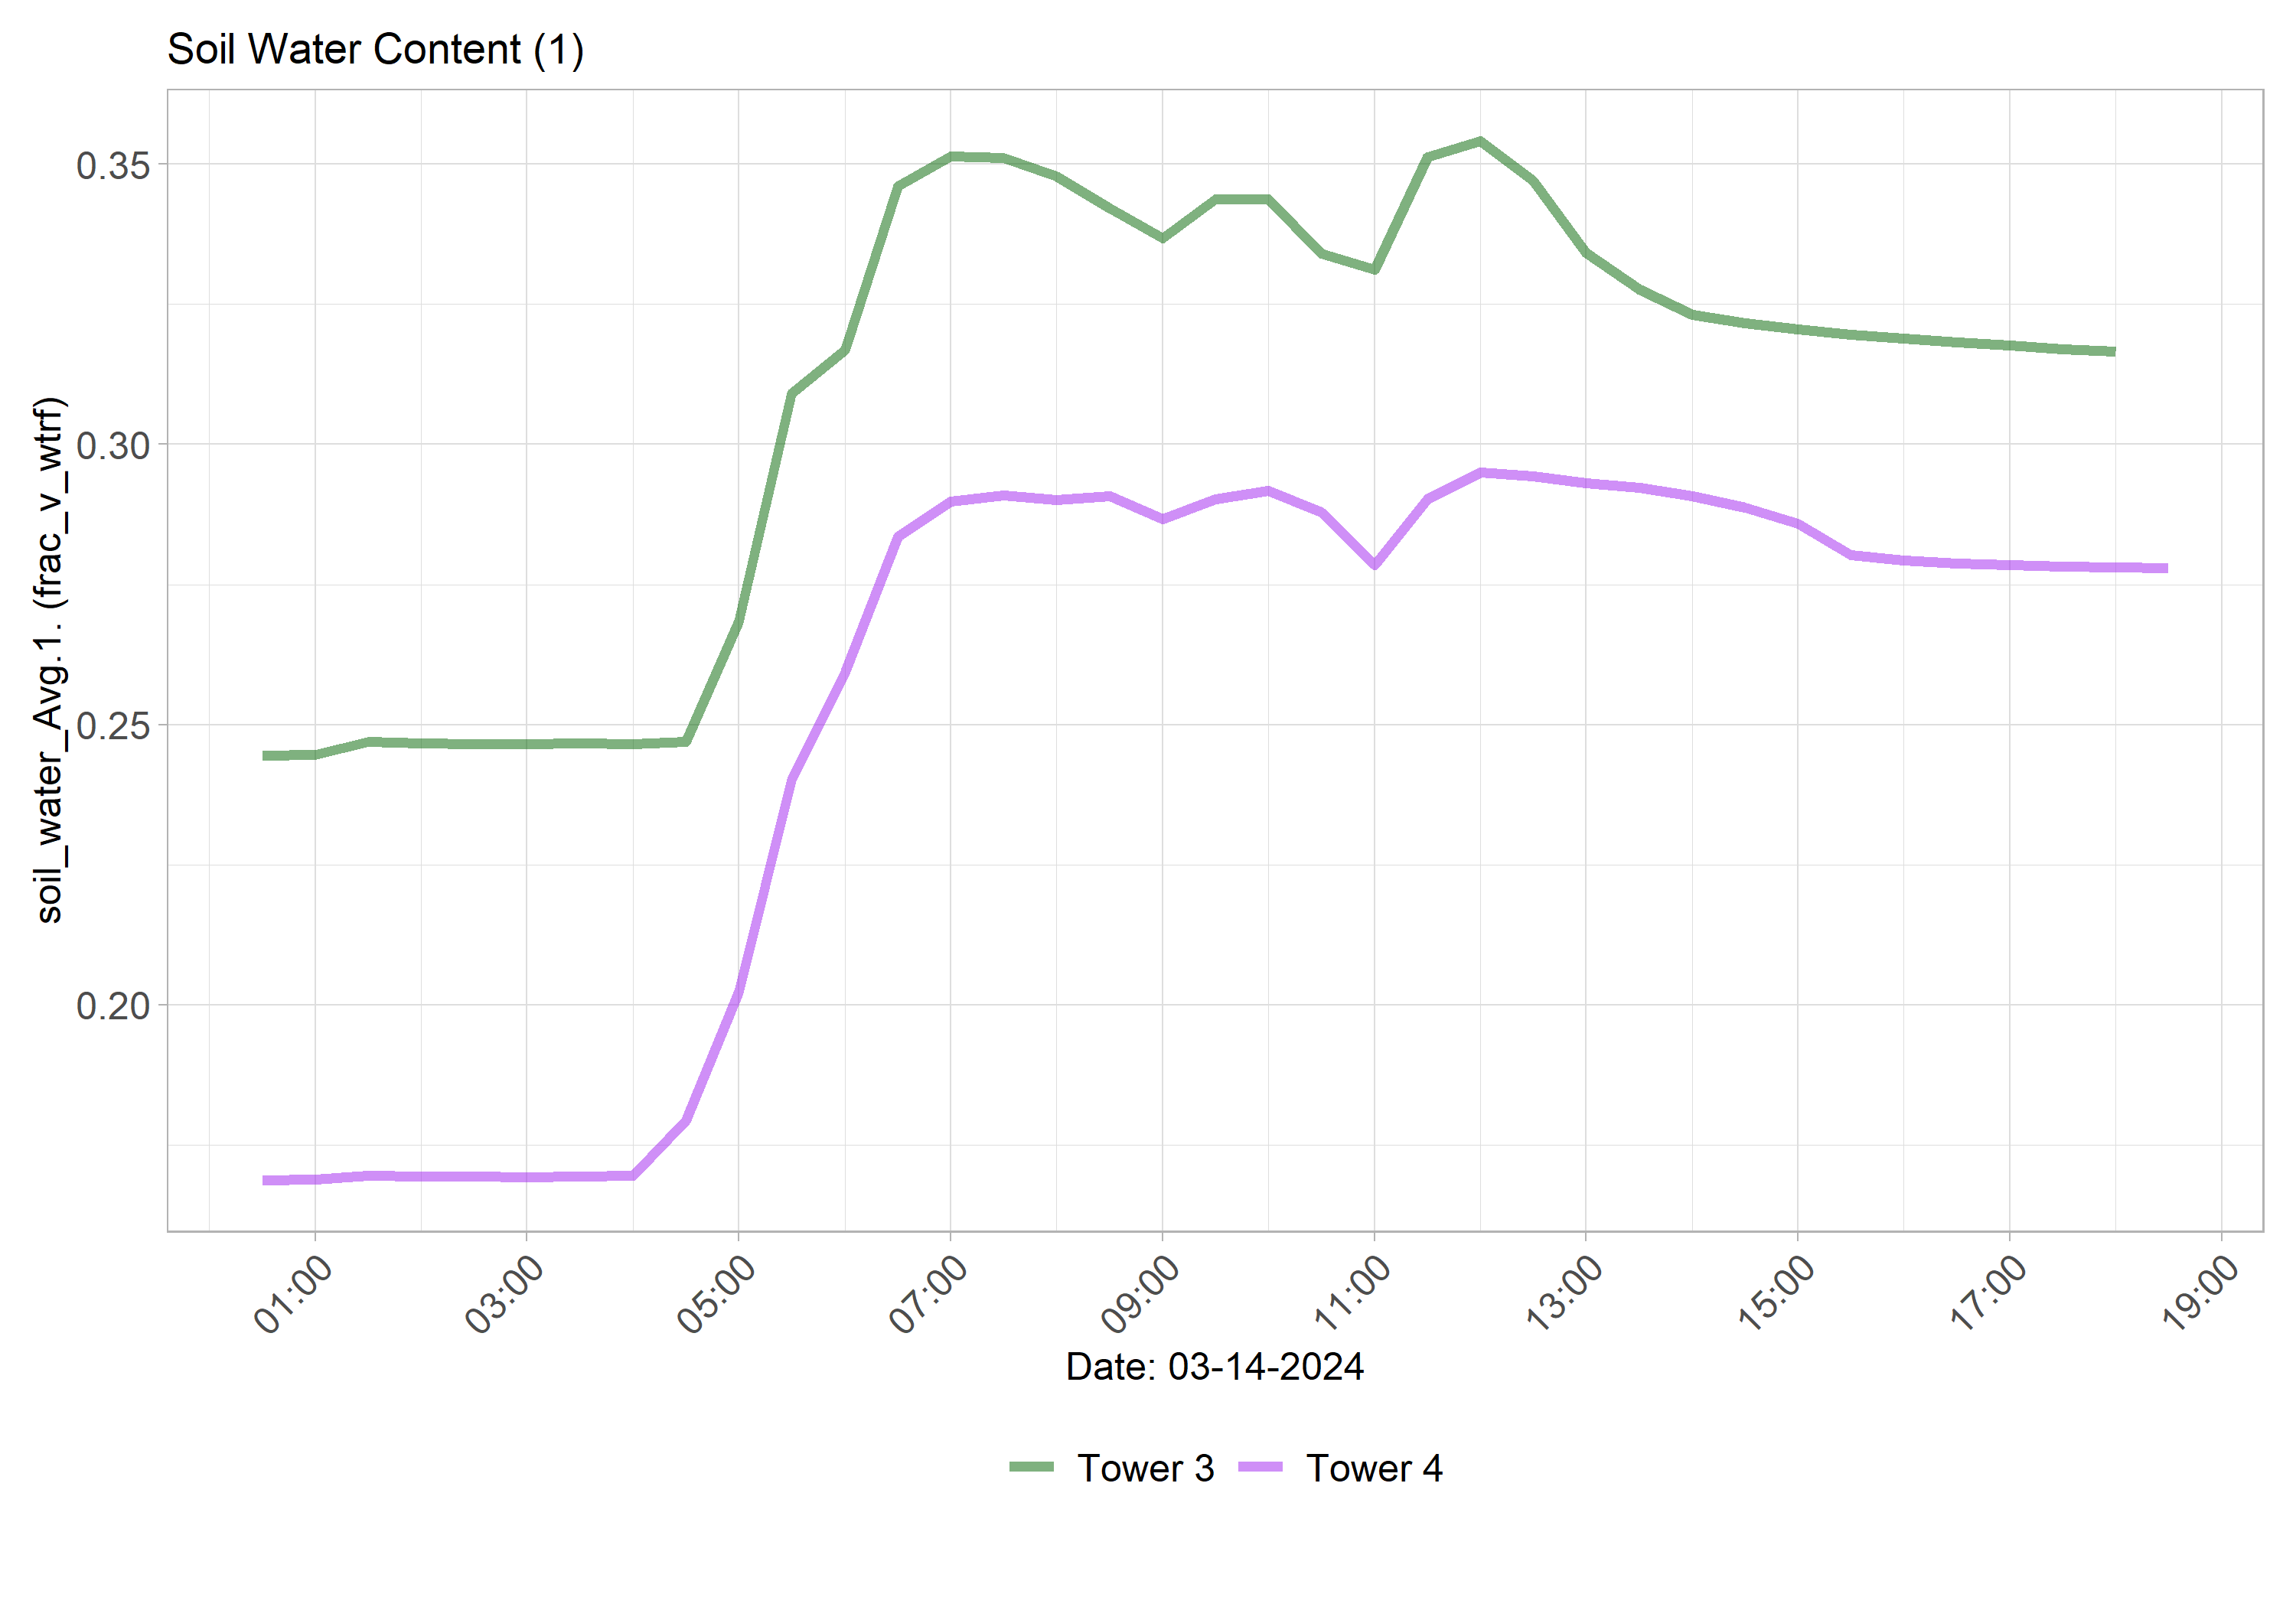 Soil Water Content (1)
soil_water_Avg.1. (frac_v_wtrf)
0.35
0.30
0.25
0.20
01:00
03:00
05:00
07:00
09:00
11:00
13:00
15:00
17:00
19:00
Date: 03-14-2024
Tower 3
Tower 4